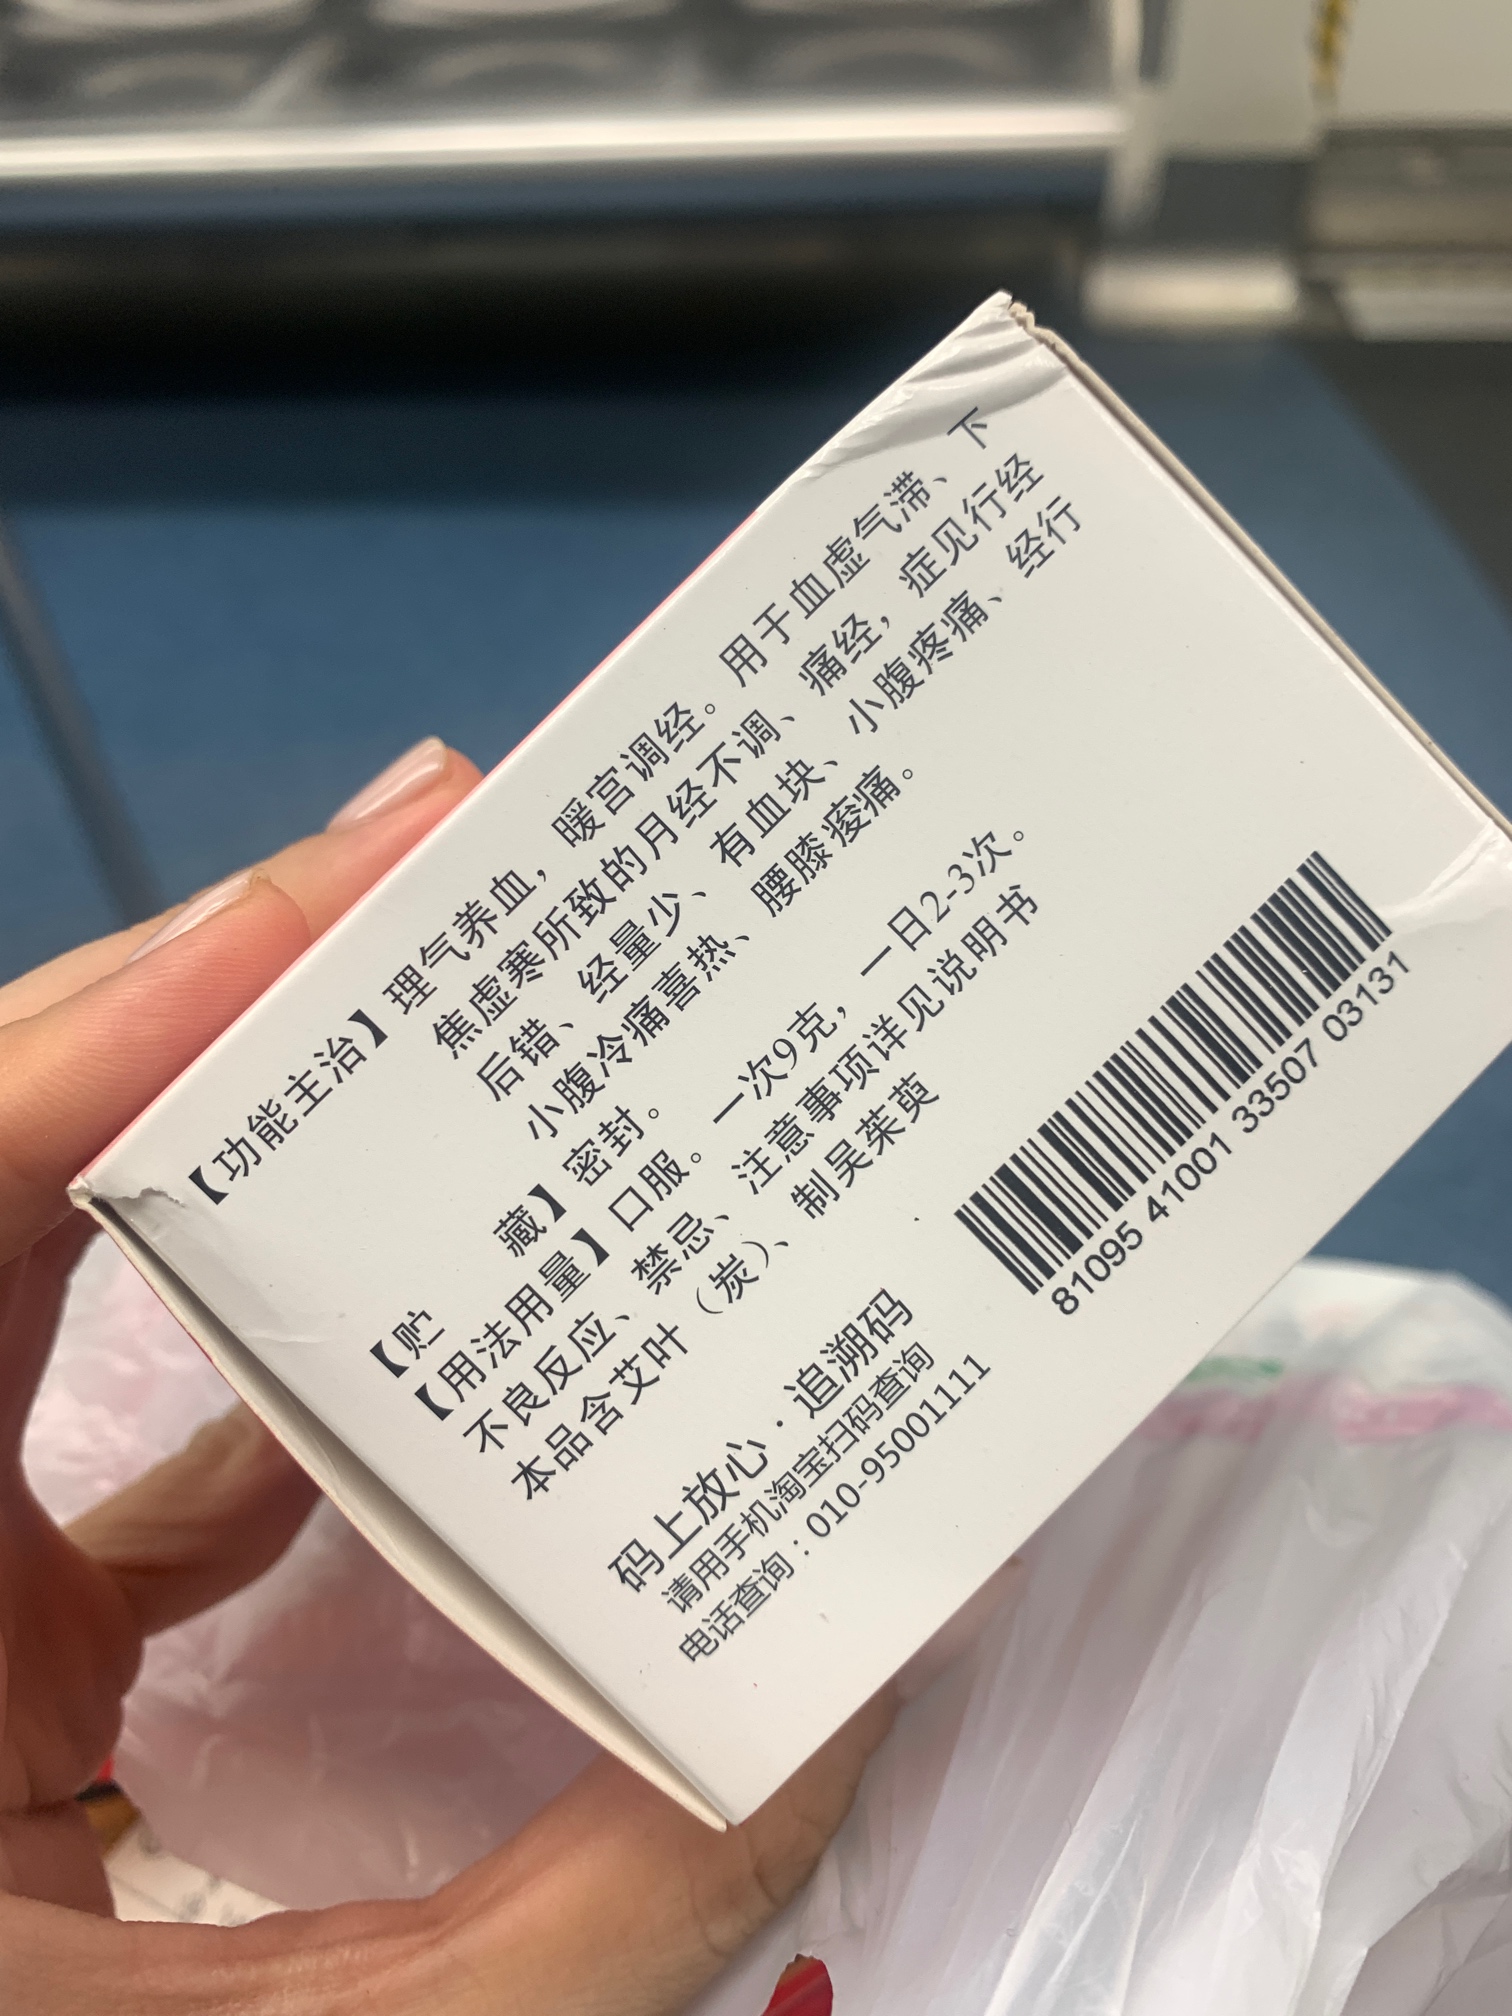 【功能主治】理气养血，暖宫调经。用于血虚气滞、下
焦虚寒所致的月经不调、痛经，症见行经
后错、经量少、有血块、小腹疼痛、经行
小腹冷痛喜热、腰膝痠痛。
【贮 藏】密封。
【用法用量】口服。一次9克，一日2-3次。
不良反应、禁忌、注意事项详见说明书
本品含艾叶（炭）、制吴茱萸
码上放心·追溯码
请用手机淘宝扫码查询
电话查询：010-95001111
81095 41001 33507 03131